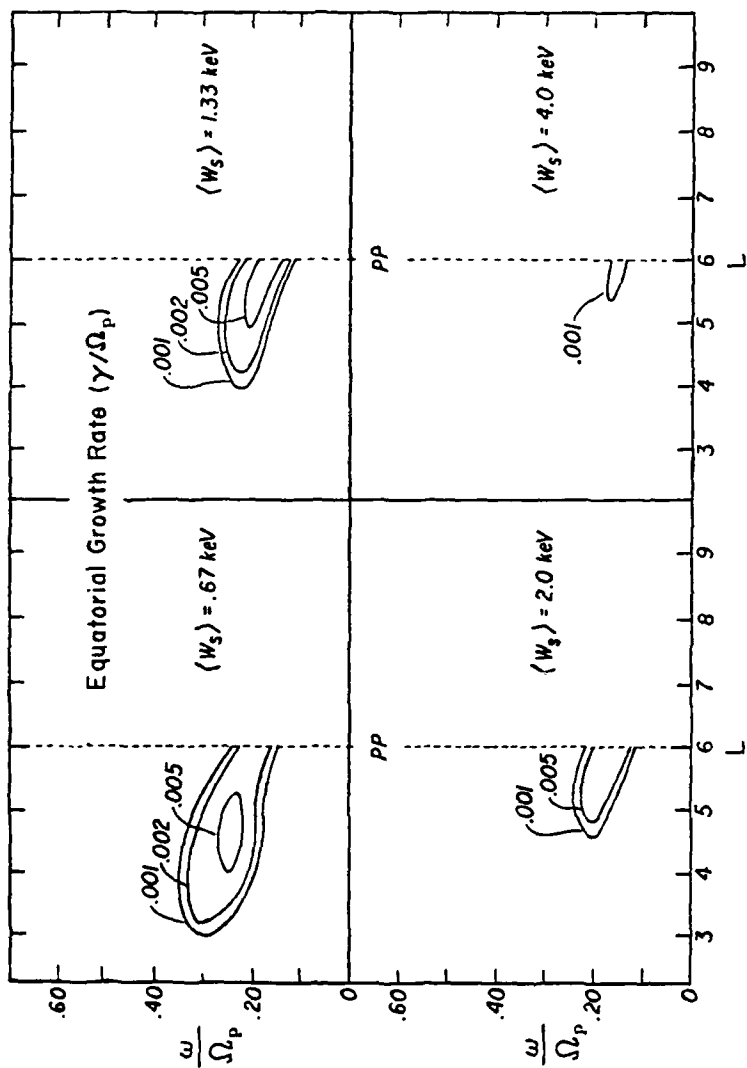 Equatorial Growth Rate (γ/Ωp)
ω
Ωp
.60
.40
.20
0
.001
.002
.005
⟨Ws⟩ = .67 keV
PP
.001
.002
.005
⟨Ws⟩ = 1.33 keV
PP
ω
Ωp
.60
.40
.20
0
.001
.005
⟨Ws⟩ = 2.0 keV
3 4 5 6 7 8 9
L
.001
⟨Ws⟩ = 4.0 keV
3 4 5 6 7 8 9
L